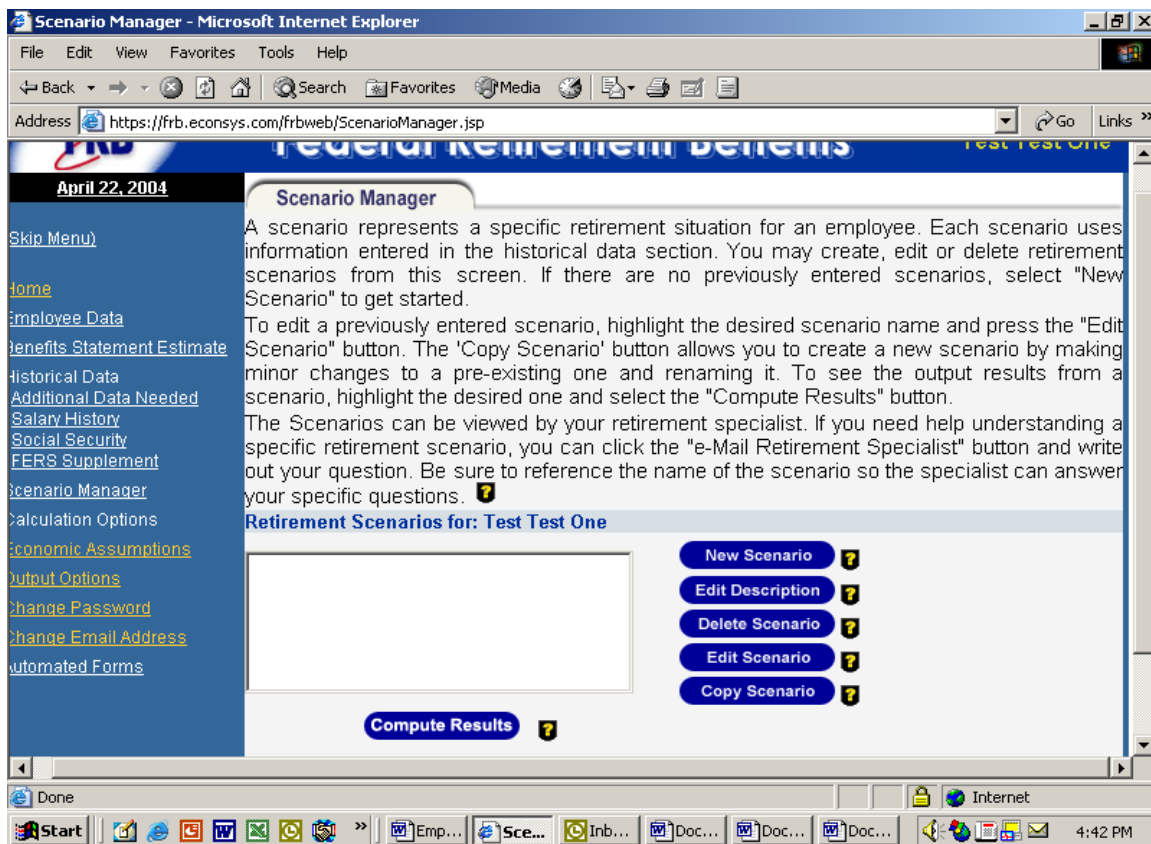 Scenario Manager - Microsoft Internet Explorer
File Edit View Favorites Tools Help
Back Search Favorites Media
Address https://frb.econsys.com/frbweb/ScenarioManager.jsp Go Links »
FRB Federal Retirement Benefits Test Test One
April 22, 2004
Skip Menu)
Home
Employee Data
Benefits Statement Estimate
Historical Data
Additional Data Needed
Salary History
Social Security
FERS Supplement
Scenario Manager
Calculation Options
Economic Assumptions
Output Options
Change Password
Change Email Address
Automated Forms
Scenario Manager
A scenario represents a specific retirement situation for an employee. Each scenario uses
information entered in the historical data section. You may create, edit or delete retirement
scenarios from this screen. If there are no previously entered scenarios, select "New
Scenario" to get started.
To edit a previously entered scenario, highlight the desired scenario name and press the "Edit
Scenario" button. The 'Copy Scenario' button allows you to create a new scenario by making
minor changes to a pre-existing one and renaming it. To see the output results from a
scenario, highlight the desired one and select the "Compute Results" button.
The Scenarios can be viewed by your retirement specialist. If you need help understanding a
specific retirement scenario, you can click the "e-Mail Retirement Specialist" button and write
out your question. Be sure to reference the name of the scenario so the specialist can answer
your specific questions. ?
Retirement Scenarios for: Test Test One
New Scenario ?
Edit Description ?
Delete Scenario ?
Edit Scenario ?
Copy Scenario ?
Compute Results ?
Done Internet
Start » Emp... Sce... Inb... Doc... Doc... Doc... 4:42 PM